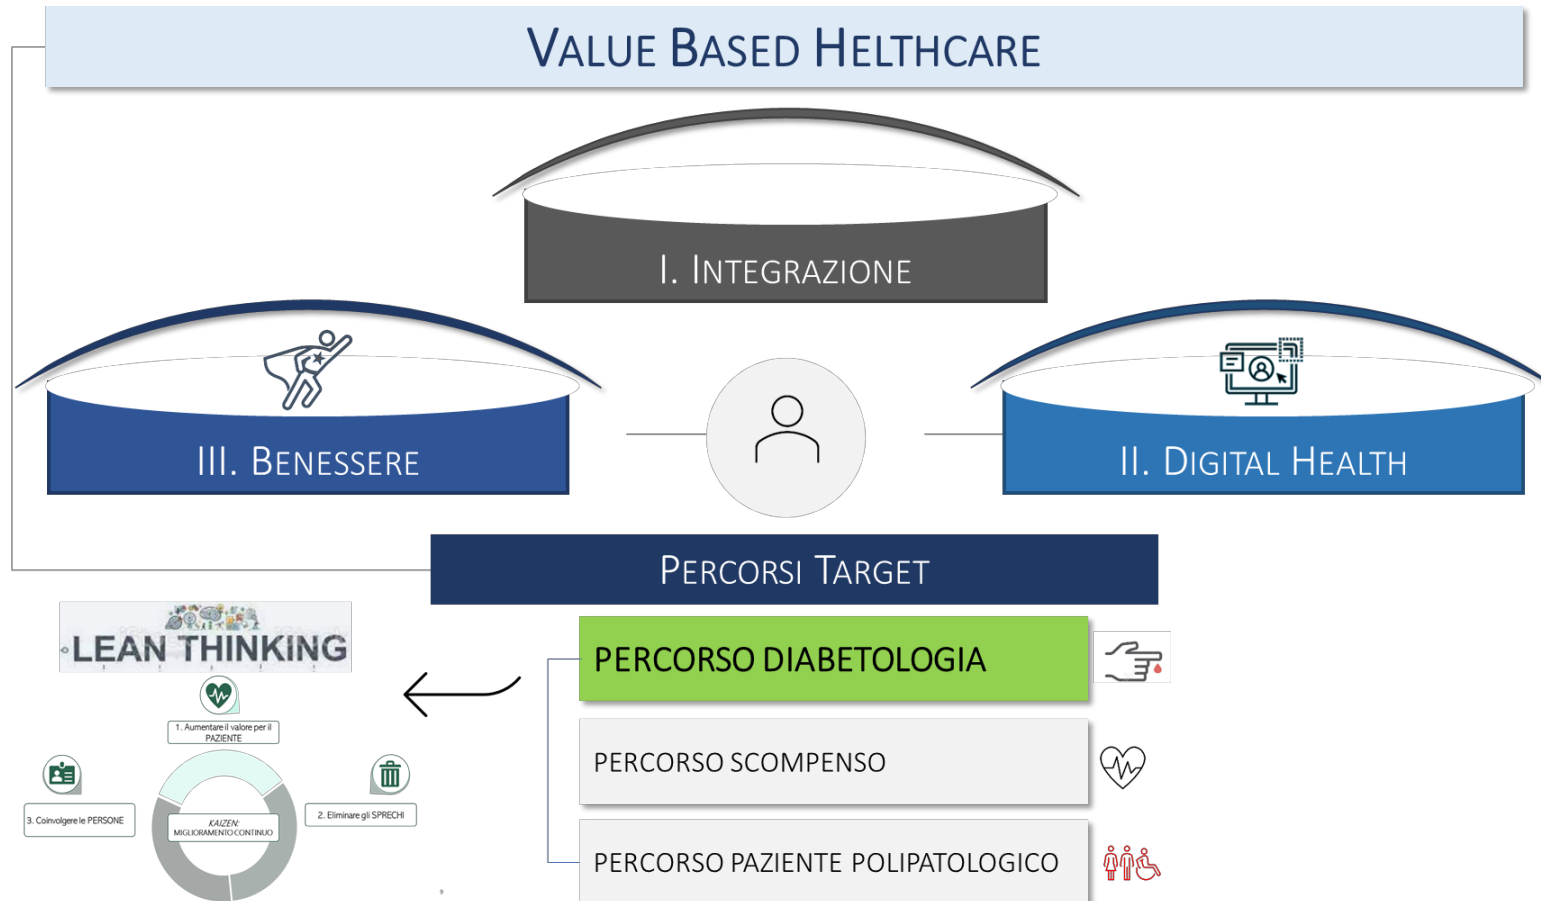 VALUE BASED HELTHCARE
I. INTEGRAZIONE
III. BENESSERE
II. DIGITAL HEALTH
PERCORSI TARGET
LEAN THINKING
PERCORSO DIABETOLOGIA
1. Aumentare il valore per il
PAZIENTE
PERCORSO SCOMPENSO
3. Coinvolgere le PERSONE
KAIZEN:
MIGLIORAMENTO CONTINUO
2. Eliminare gli SPRECHI
PERCORSO PAZIENTE POLIPATOLOGICO